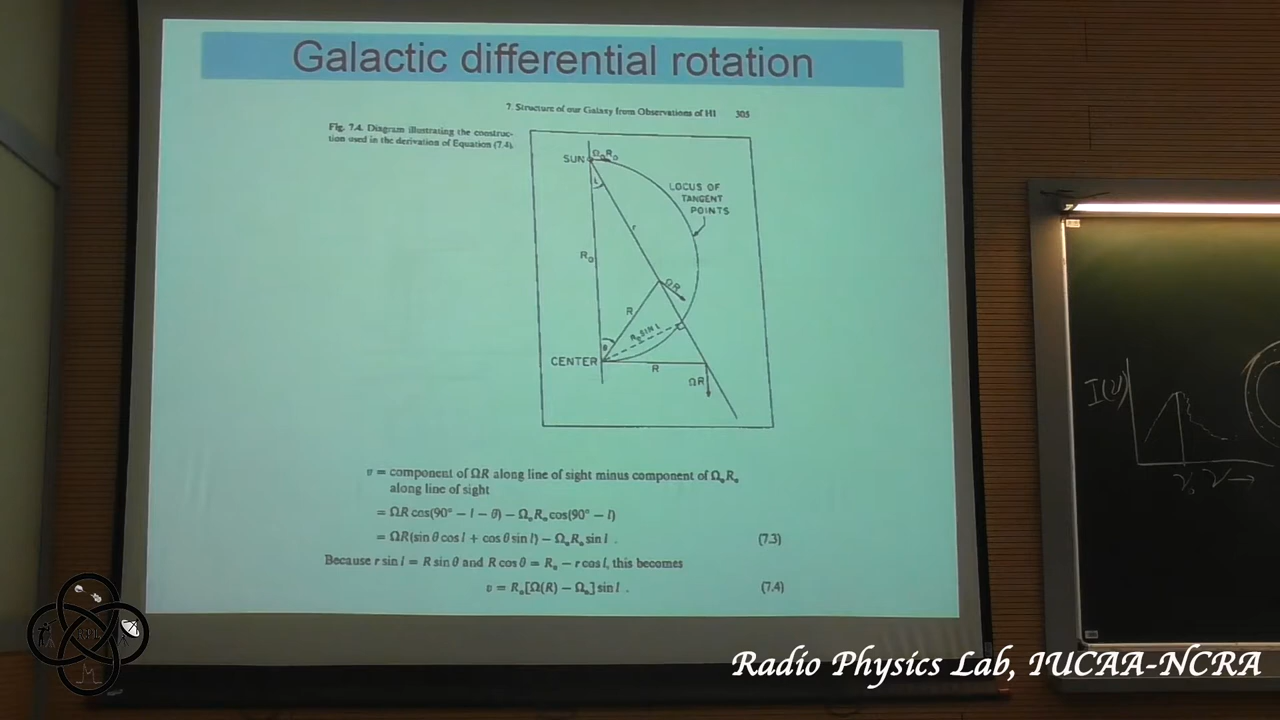 Galactic differential rotation
7. Structure of our Galaxy from Observations of HI 305
Fig. 7.4. Diagram illustrating the construc-
tion used in the derivation of Equation (7.4).
SUN
Ω₀R₀
l
LOCUS OF
TANGENT
POINTS
r
R₀
ΩR
R
R₀ SIN l
θ
CENTER
R
ΩR
v = component of ΩR along line of sight minus component of Ω₀R₀
along line of sight
= ΩR cos(90° − l − θ) − Ω₀R₀ cos(90° − l)
= ΩR(sin θ cos l + cos θ sin l) − Ω₀R₀ sin l . (7.3)
Because r sin l = R sin θ and R cos θ = R₀ − r cos l, this becomes
v = R₀[Ω(R) − Ω₀] sin l . (7.4)
I(ν)
ν₀ ν →
Radio Physics Lab, IUCAA-NCRA